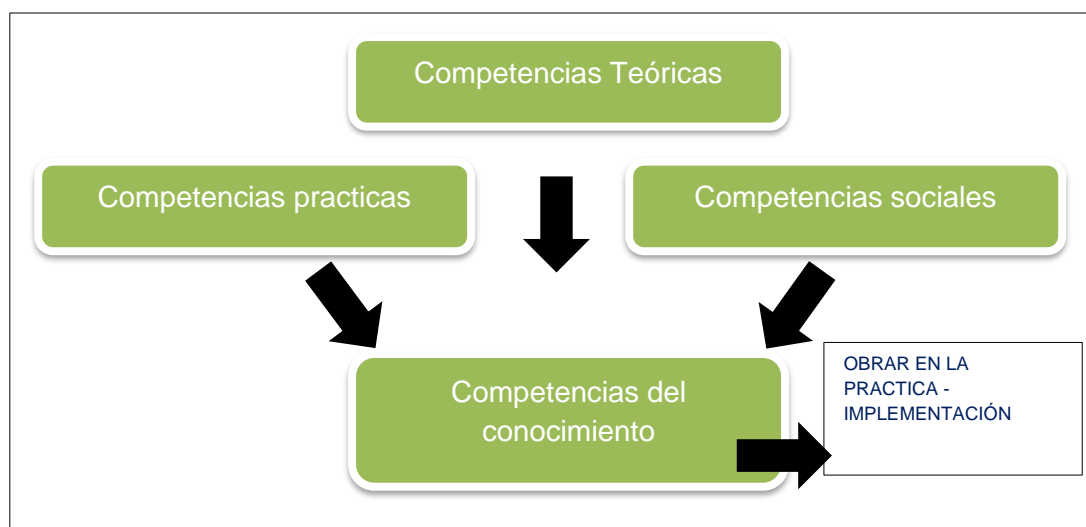 Competencias Teóricas
Competencias practicas
Competencias sociales
Competencias del
conocimiento
OBRAR EN LA
PRACTICA -
IMPLEMENTACIÓN